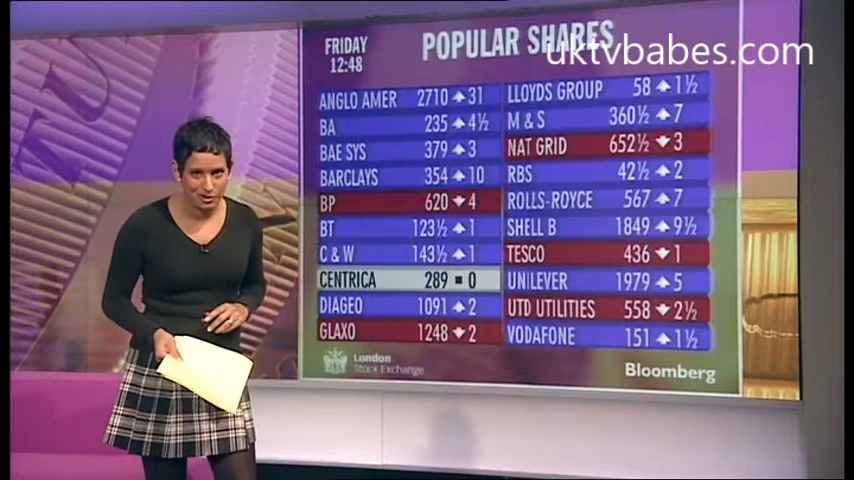 FRIDAY
12:48
POPULAR SHARES
uktvbabes.com
ANGLO AMER 2710 31
BA 235 4½
BAE SYS 379 3
BARCLAYS 354 10
BP 620 4
BT 123½ 1
C & W 143½ 1
CENTRICA 289 0
DIAGEO 1091 2
GLAXO 1248 2
LLOYDS GROUP 58 1½
M & S 360½ 7
NAT GRID 652½ 3
RBS 42½ 2
ROLLS-ROYCE 567 7
SHELL B 1849 9½
TESCO 436 1
UNILEVER 1979 5
UTD UTILITIES 558 2½
VODAFONE 151 1½
London
Stock Exchange
Bloomberg